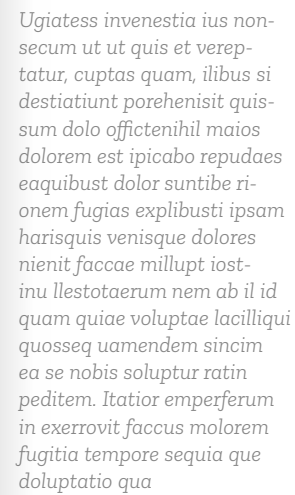 Ugiatess invenestia ius non-
secum ut ut quis et verep-
tatur, cuptas quam, ilibus si
destiatiunt porehenisit quis-
sum dolo offictenihil maios
dolorem est ipicabo repudaes
eaquibust dolor suntibe ri-
onem fugias explibusti ipsam
harisquis venisque dolores
nienit faccae millupt iost-
inu llestotaerum nem ab il id
quam quiae voluptae lacilliqui
quosseq uamendem sincim
ea se nobis soluptur ratin
peditem. Itatior emperferum
in exerrovit faccus molorem
fugitia tempore sequia que
doluptatio qua